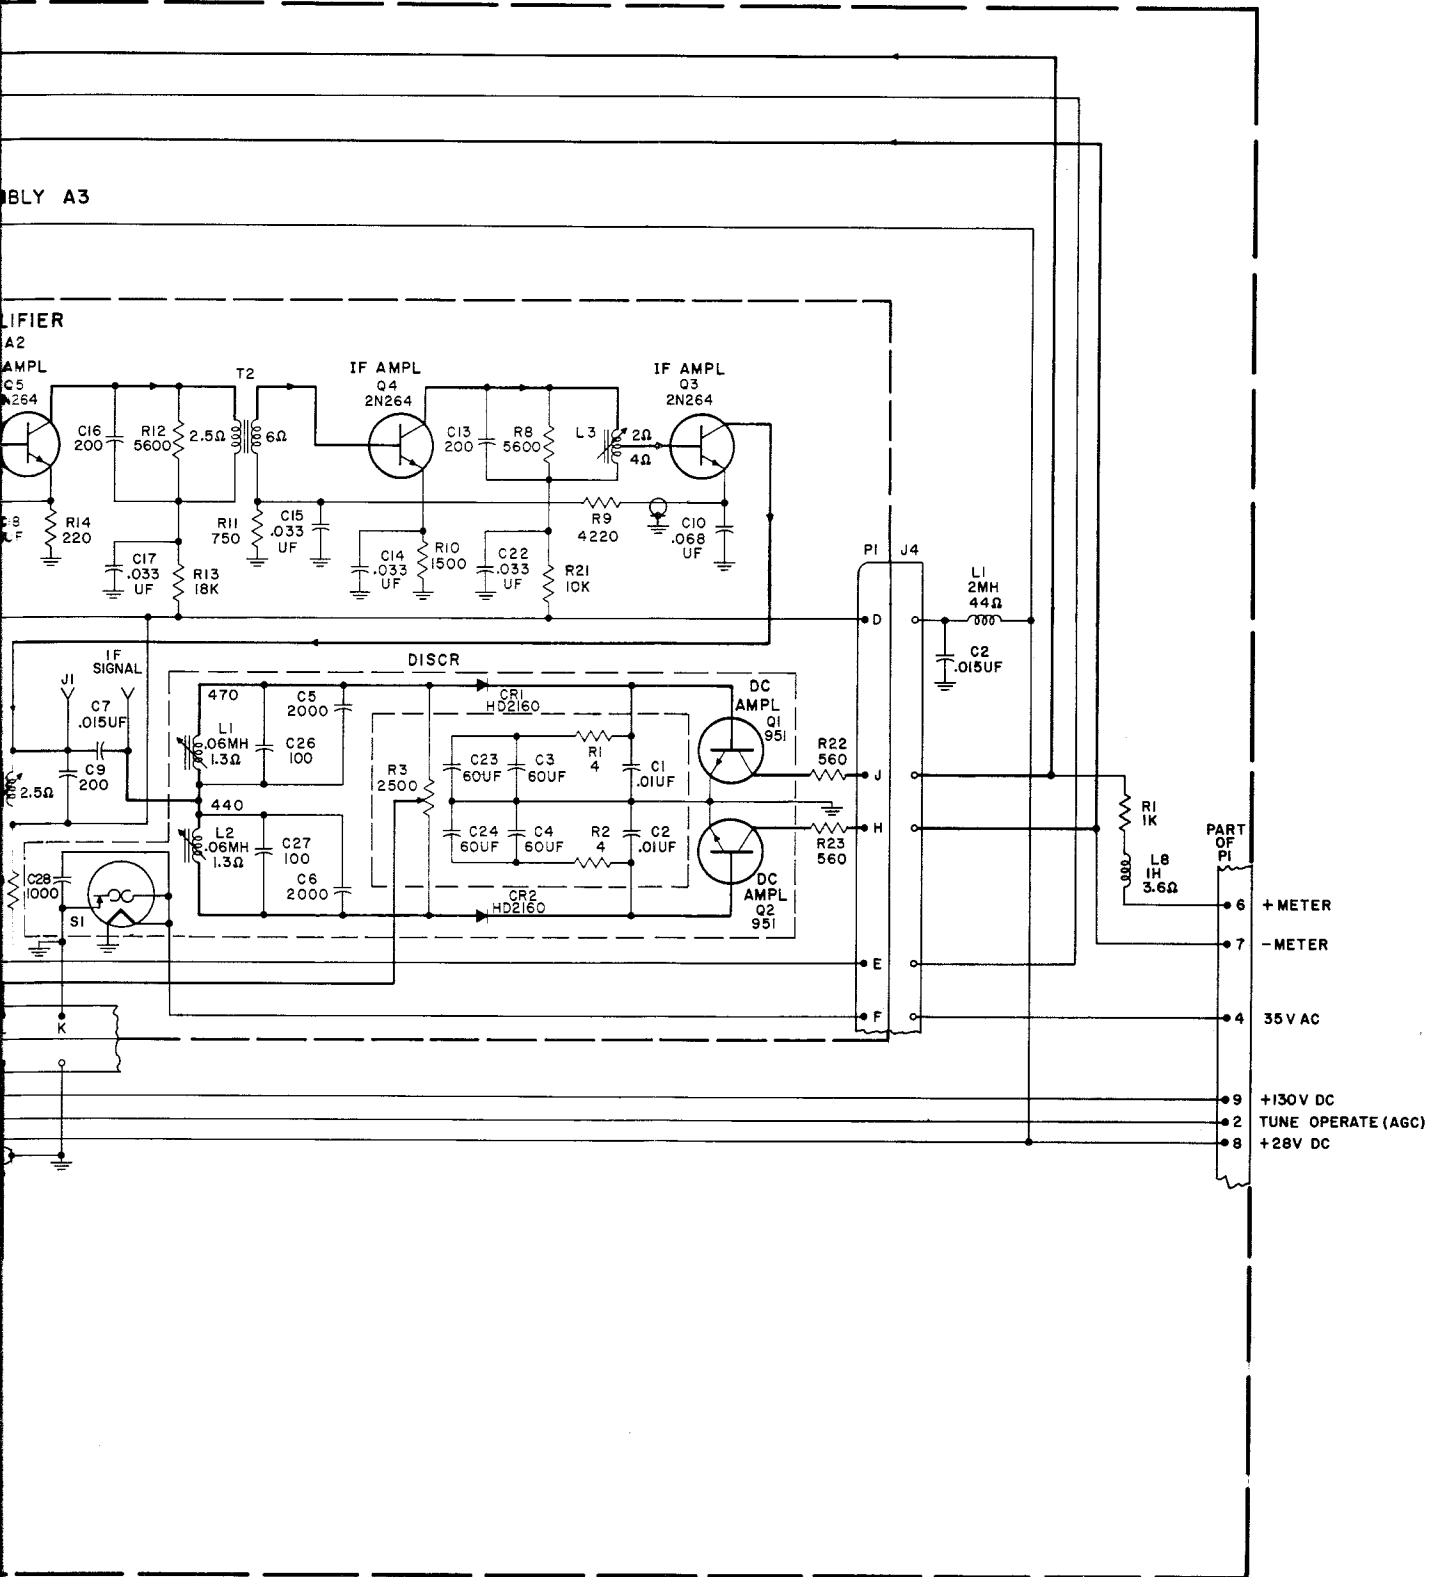 IBLY A3
LIFIER
A2
AMPL
Q5
N264
T2
IF AMPL
Q4
2N264
IF AMPL
Q3
2N264
C16
200
R12
5600
2.5Ω
6Ω
C13
200
R8
5600
L3
2Ω
4Ω
R14
220
C17
.033
UF
R13
18K
R11
750
C15
.033
UF
C14
.033
UF
R10
1500
C22
.033
UF
R21
10K
R9
4220
C10
.068
UF
P1 J4
D
L1
2MH
44Ω
C2
.015UF
IF
SIGNAL
J1
C7
.015UF
C9
200
2.5Ω
DISCR
470
L1
.06MH
1.3Ω
C26
100
C5
2000
440
L2
.06MH
1.3Ω
C27
100
C6
2000
R3
2500
CR1
HD2160
C23
60UF
C3
60UF
R1
4
C1
.01UF
C24
60UF
C4
60UF
R2
4
C2
.01UF
CR2
HD2160
DC
AMPL
Q1
951
DC
AMPL
Q2
951
R22
560
J
H
R23
560
C28
1000
S1
E
F
K
R1
1K
L8
1H
3.6Ω
PART
OF
P1
6 +METER
7 -METER
4 35V AC
9 +130V DC
2 TUNE OPERATE (AGC)
8 +28V DC